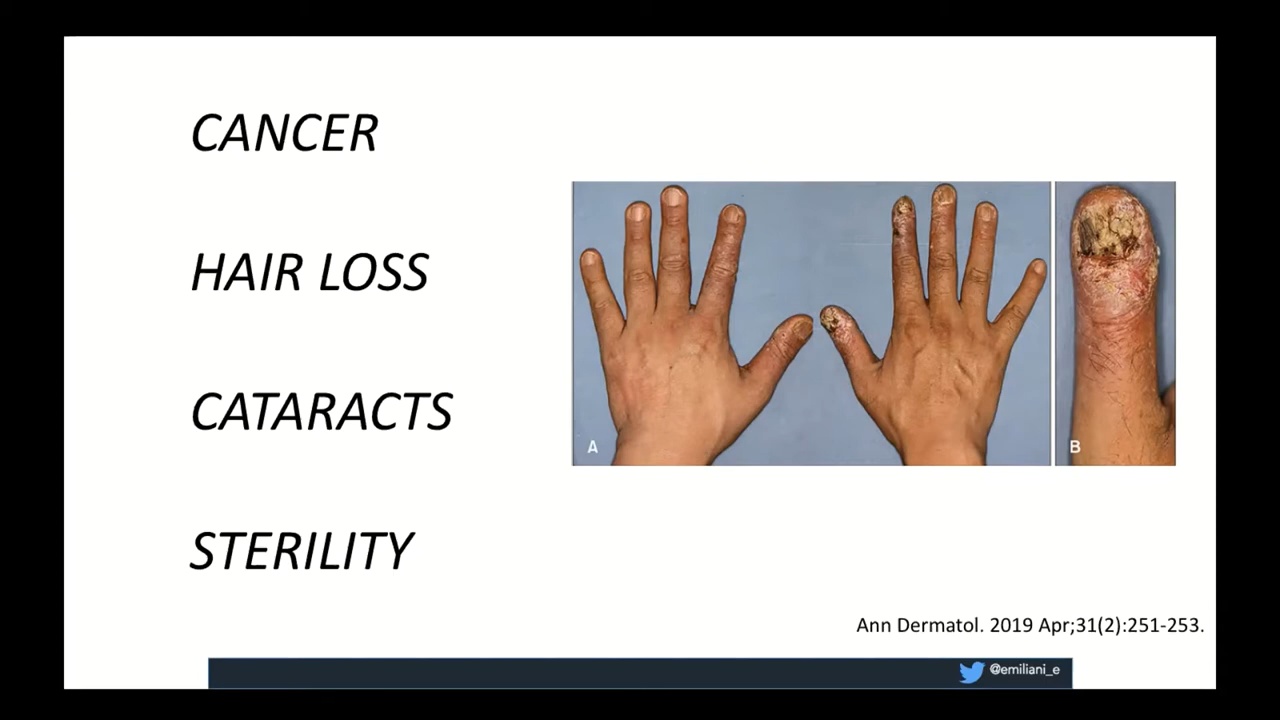 CANCER
HAIR LOSS
CATARACTS
STERILITY
A
B
Ann Dermatol. 2019 Apr;31(2):251-253.
@emiliani_e